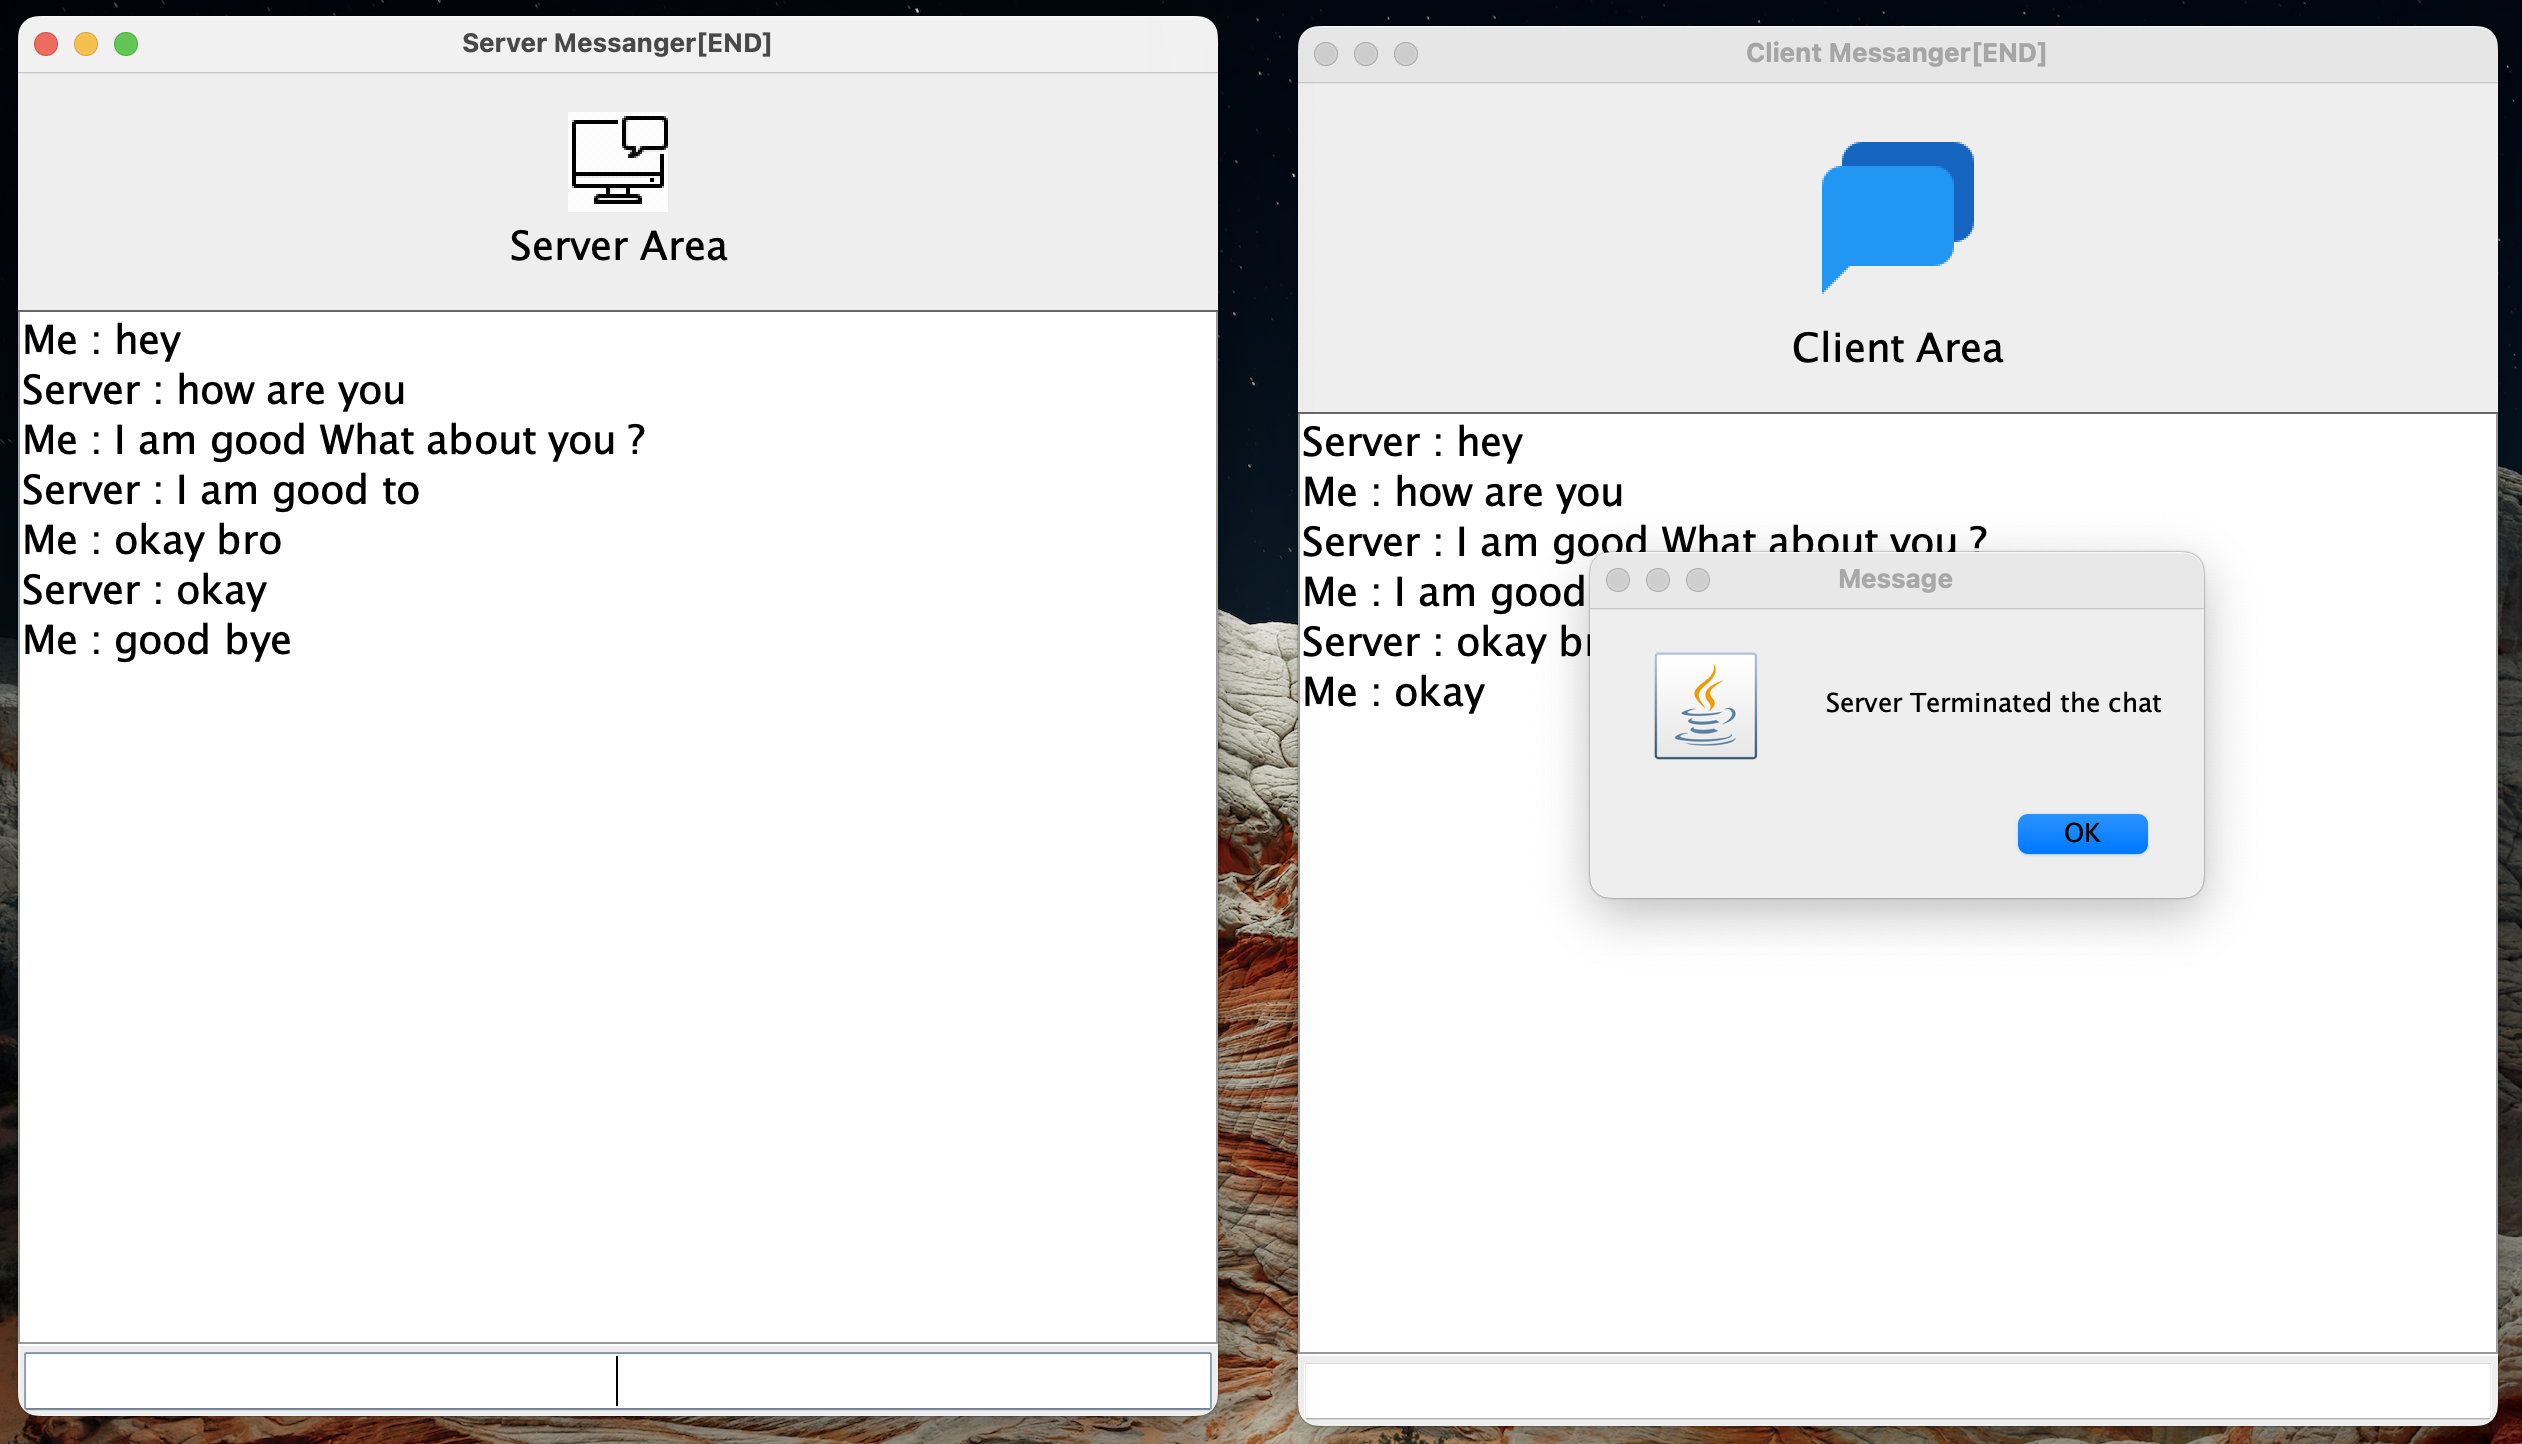 Server Messanger[END]
Server Area
Me : hey
Server : how are you
Me : I am good What about you ?
Server : I am good to
Me : okay bro
Server : okay
Me : good bye
Client Messanger[END]
Client Area
Server : hey
Me : how are you
Server : I am good What about you ?
Me : I am good
Server : okay
Me : okay
Message
Server Terminated the chat
OK